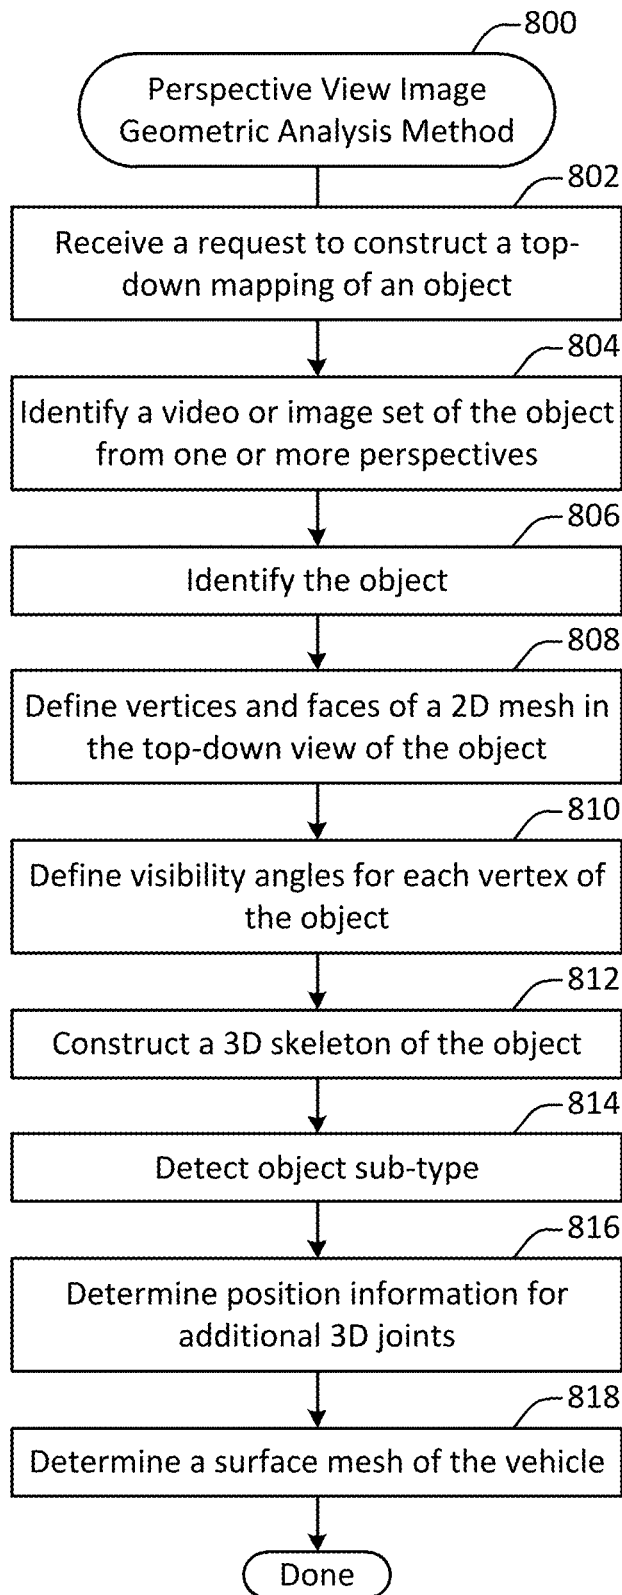 800
Perspective View Image
Geometric Analysis Method
802
Receive a request to construct a top-
down mapping of an object
804
Identify a video or image set of the object
from one or more perspectives
806
Identify the object
808
Define vertices and faces of a 2D mesh in
the top-down view of the object
810
Define visibility angles for each vertex of
the object
812
Construct a 3D skeleton of the object
814
Detect object sub-type
816
Determine position information for
additional 3D joints
818
Determine a surface mesh of the vehicle
Done